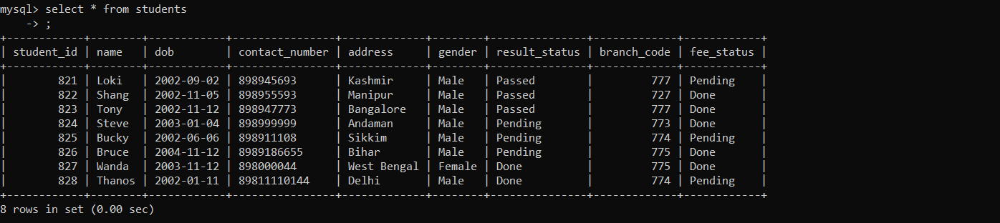 mysql> select * from students
    -> ;
+------------+--------+------------+----------------+-------------+--------+---------------+-------------+------------+
| student_id | name   | dob        | contact_number | address     | gender | result_status | branch_code | fee_status |
+------------+--------+------------+----------------+-------------+--------+---------------+-------------+------------+
|        821 | Loki   | 2002-09-02 | 898945693      | Kashmir     | Male   | Passed        |         777 | Pending    |
|        822 | Shang  | 2002-11-05 | 898955593      | Manipur     | Male   | Passed        |         727 | Done       |
|        823 | Tony   | 2002-11-12 | 898947773      | Bangalore   | Male   | Passed        |         777 | Done       |
|        824 | Steve  | 2003-01-04 | 898999999      | Andaman     | Male   | Pending       |         773 | Done       |
|        825 | Bucky  | 2002-06-06 | 898911108      | Sikkim      | Male   | Pending       |         774 | Pending    |
|        826 | Bruce  | 2004-11-12 | 8989186655     | Bihar       | Male   | Pending       |         775 | Done       |
|        827 | Wanda  | 2003-11-12 | 898000044      | West Bengal | Female | Done          |         775 | Done       |
|        828 | Thanos | 2002-01-11 | 89811110144    | Delhi       | Male   | Done          |         774 | Pending    |
+------------+--------+------------+----------------+-------------+--------+---------------+-------------+------------+
8 rows in set (0.00 sec)